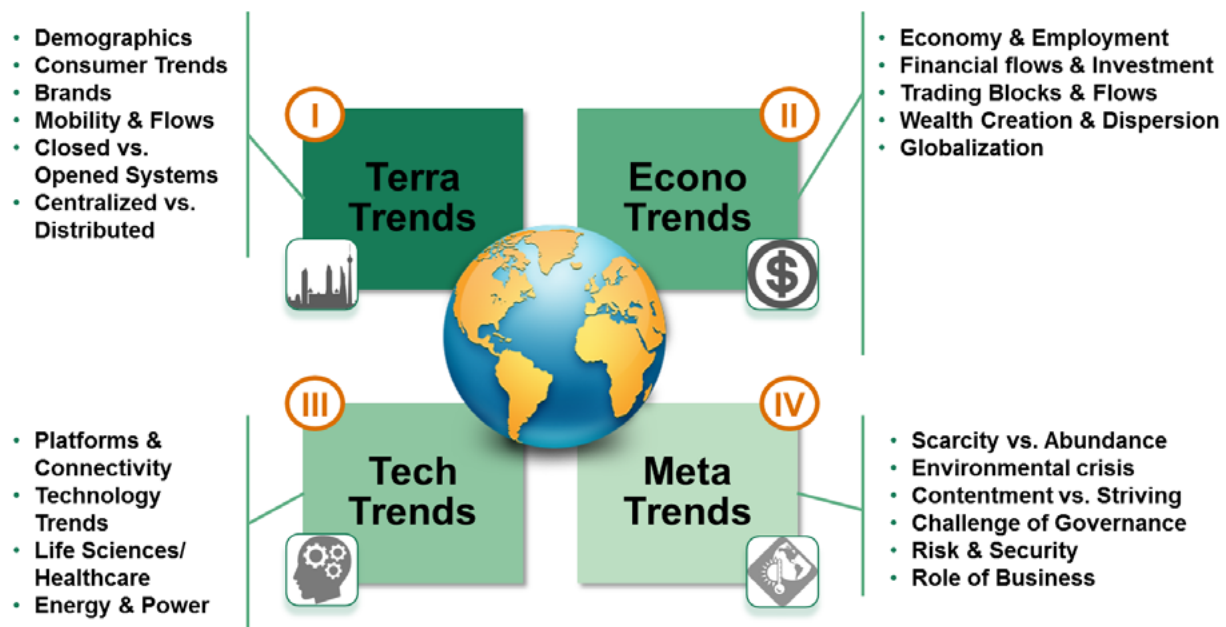 • Demographics
• Consumer Trends
• Brands
• Mobility & Flows
• Closed vs.
Opened Systems
• Centralized vs.
Distributed
I
Terra
Trends
II
Econo
Trends
$
• Economy & Employment
• Financial flows & Investment
• Trading Blocks & Flows
• Wealth Creation & Dispersion
• Globalization
• Platforms &
Connectivity
• Technology
Trends
• Life Sciences/
Healthcare
• Energy & Power
III
Tech
Trends
IV
Meta
Trends
• Scarcity vs. Abundance
• Environmental crisis
• Contentment vs. Striving
• Challenge of Governance
• Risk & Security
• Role of Business